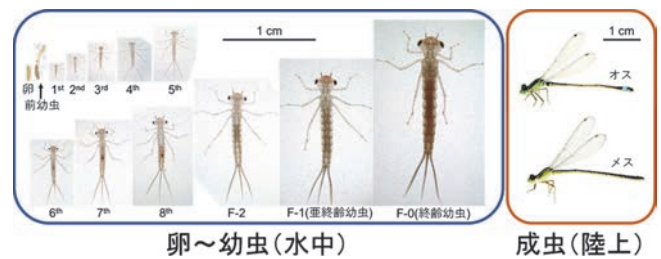 1 cm
卵
前幼虫
1st 2nd 3rd 4th 5th
6th 7th 8th F-2 F-1(亜終齢幼虫) F-0(終齢幼虫)
卵～幼虫(水中)
1 cm
オス
メス
成虫(陸上)